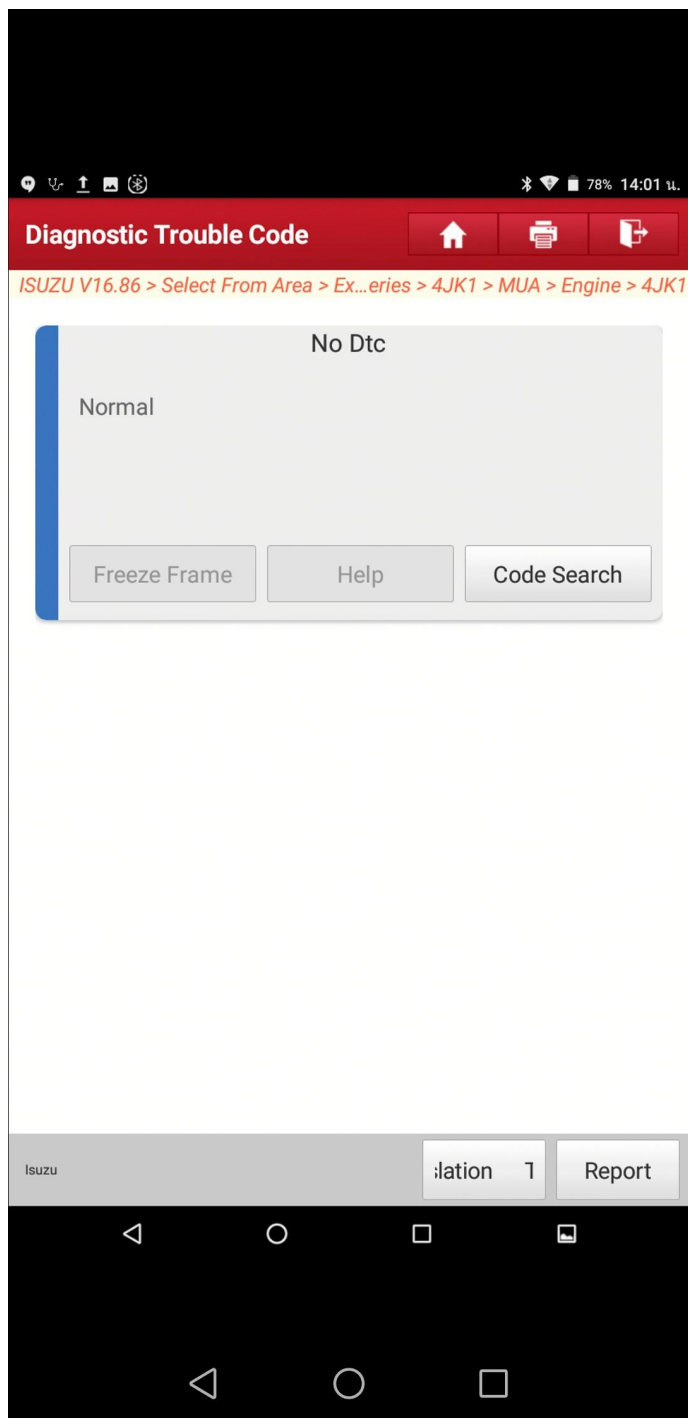 78% 14:01 น.
Diagnostic Trouble Code
ISUZU V16.86 > Select From Area > Ex...eries > 4JK1 > MUA > Engine > 4JK1
No Dtc
Normal
Freeze Frame Help Code Search
Isuzu slation T Report